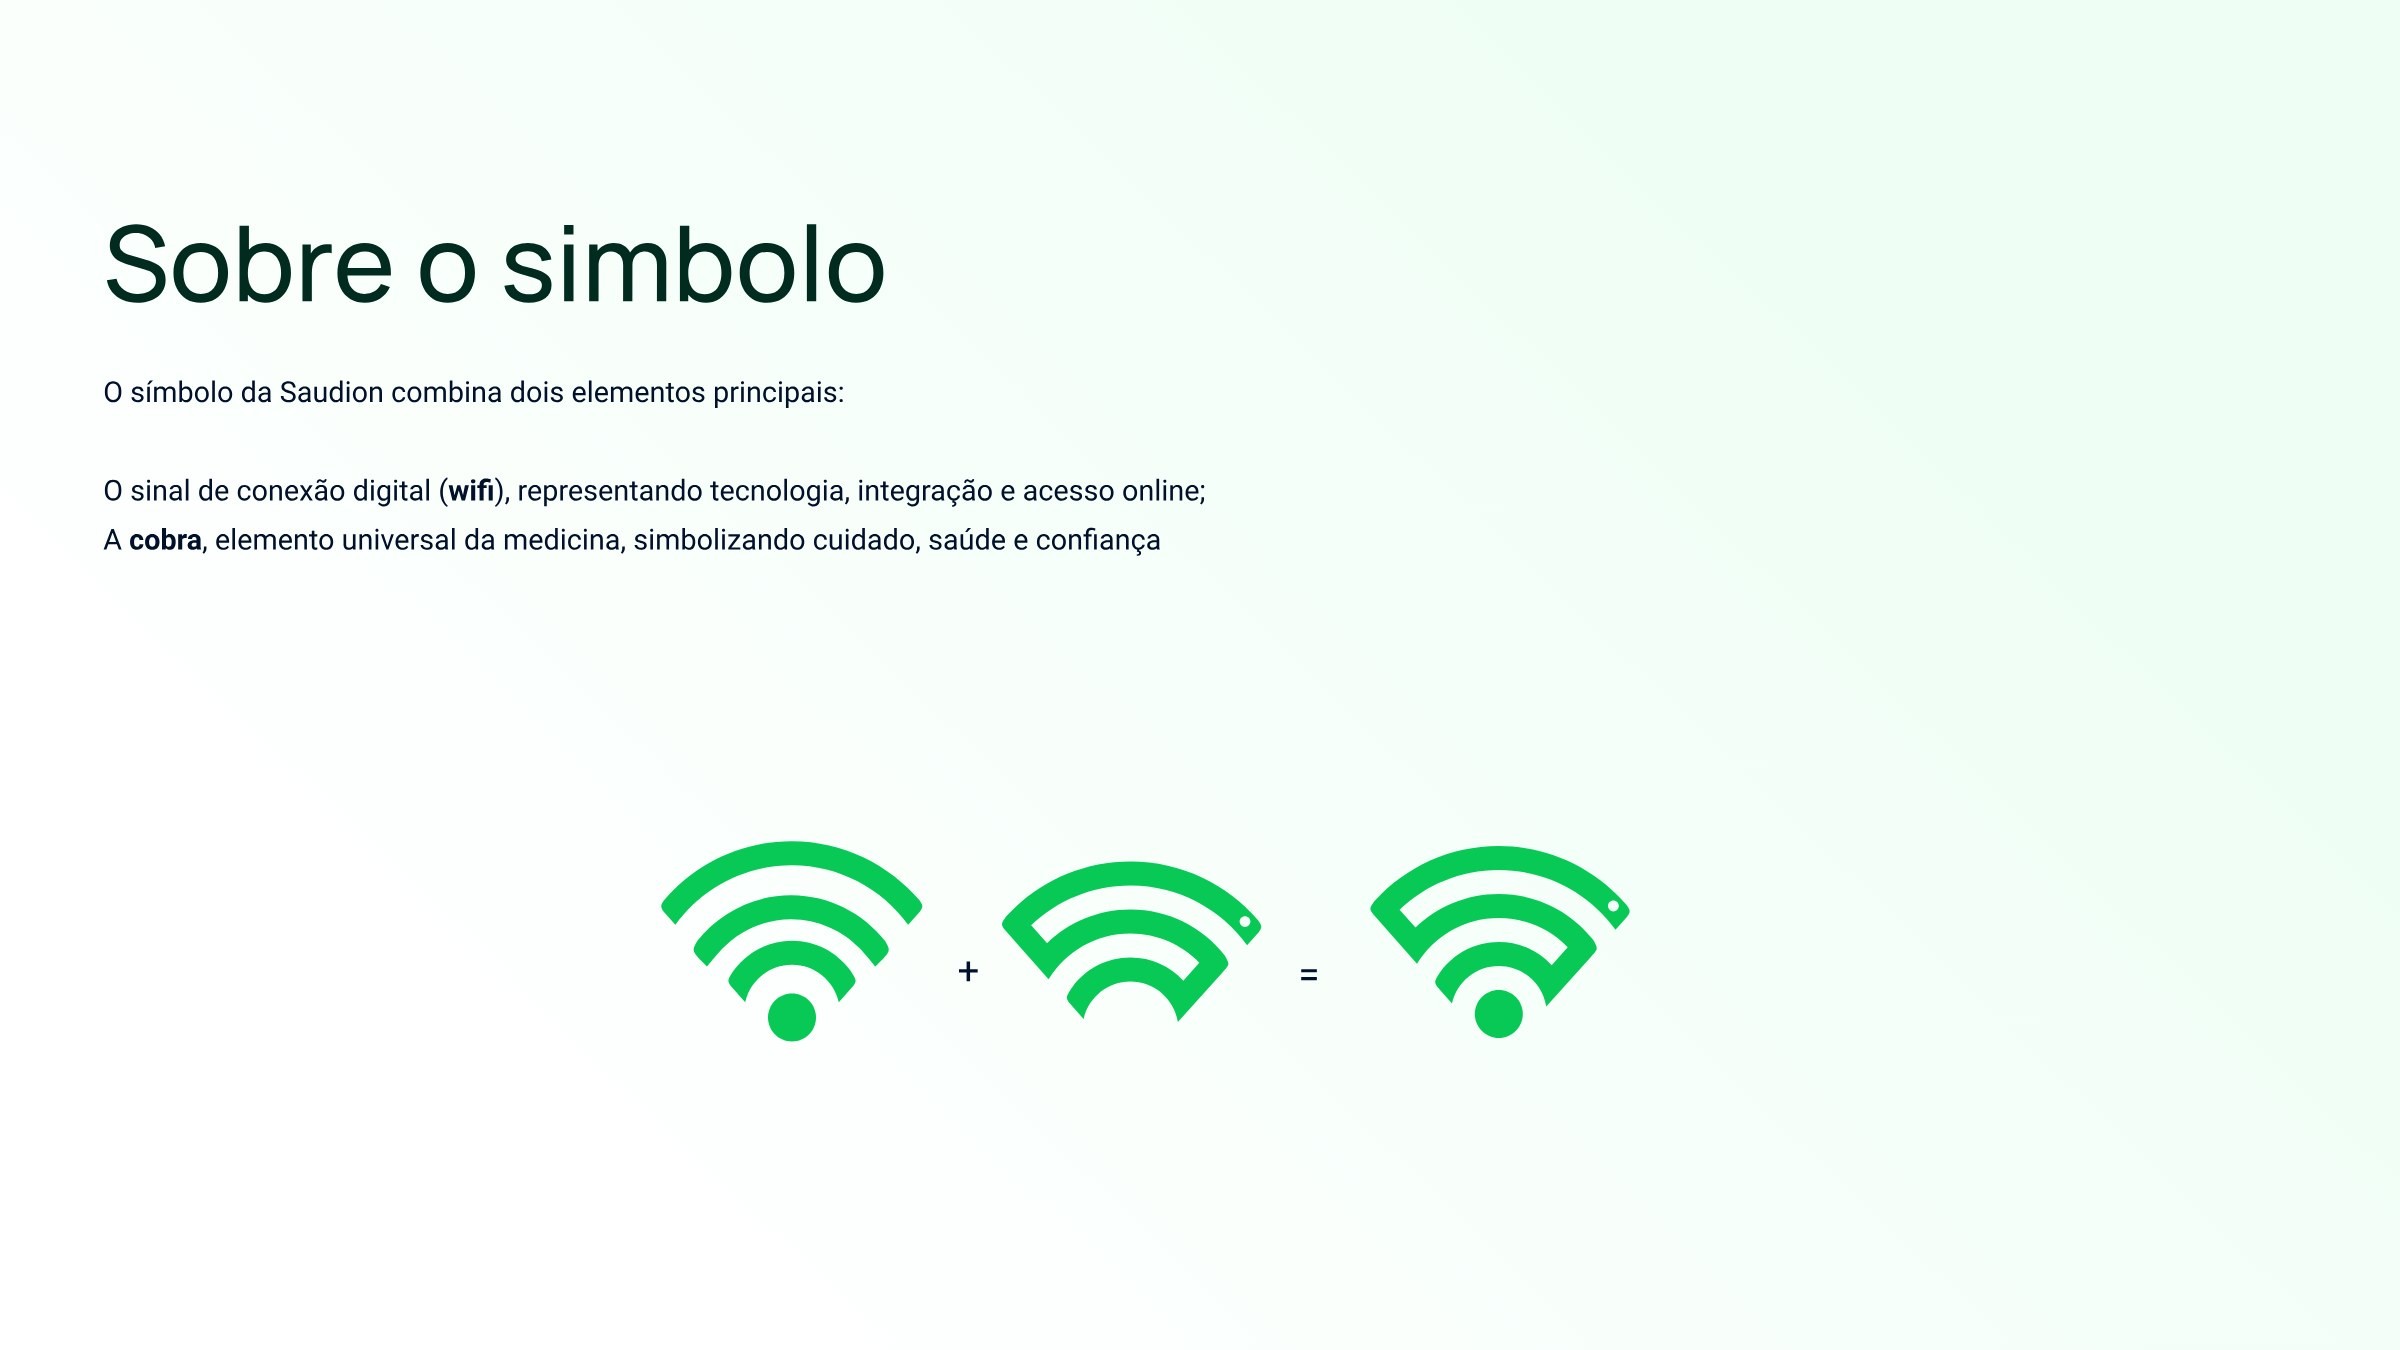 Sobre o simbolo
O símbolo da Saudion combina dois elementos principais:
O sinal de conexão digital (wifi), representando tecnologia, integração e acesso online;
A cobra, elemento universal da medicina, simbolizando cuidado, saúde e confiança
+ =